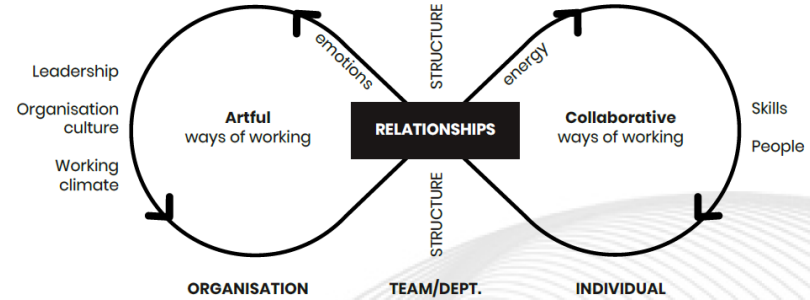 STRUCTURE
emotions
energy
Leadership
Organisation
culture
Working
climate
Artful
ways of working
RELATIONSHIPS
Collaborative
ways of working
Skills
People
STRUCTURE
ORGANISATION
TEAM/DEPT.
INDIVIDUAL